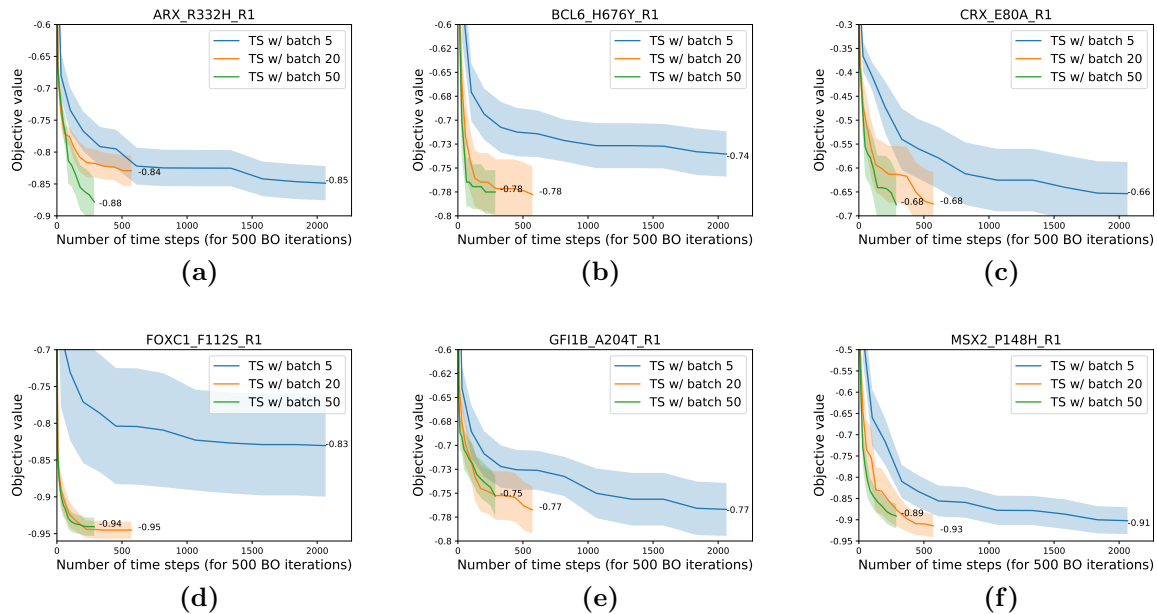 ARX_R332H_R1
Objective value
-0.6
-0.65
-0.7
-0.75
-0.8
-0.85
-0.9
TS w/ batch 5
TS w/ batch 20
TS w/ batch 50
-0.84
-0.85
-0.88
0
500
1000
1500
2000
Number of time steps (for 500 BO iterations)
(a)
BCL6_H676Y_R1
Objective value
-0.6
-0.62
-0.65
-0.68
-0.7
-0.73
-0.75
-0.78
-0.8
TS w/ batch 5
TS w/ batch 20
TS w/ batch 50
-0.74
-0.78
-0.78
0
500
1000
1500
2000
Number of time steps (for 500 BO iterations)
(b)
CRX_E80A_R1
Objective value
-0.3
-0.35
-0.4
-0.45
-0.5
-0.55
-0.6
-0.65
-0.7
TS w/ batch 5
TS w/ batch 20
TS w/ batch 50
-0.66
-0.68
-0.68
0
500
1000
1500
2000
Number of time steps (for 500 BO iterations)
(c)
FOXC1_F112S_R1
Objective value
-0.7
-0.75
-0.8
-0.85
-0.9
-0.95
TS w/ batch 5
TS w/ batch 20
TS w/ batch 50
-0.83
-0.94
-0.95
0
500
1000
1500
2000
Number of time steps (for 500 BO iterations)
(d)
GFI1B_A204T_R1
Objective value
-0.6
-0.62
-0.65
-0.68
-0.7
-0.73
-0.75
-0.78
-0.8
TS w/ batch 5
TS w/ batch 20
TS w/ batch 50
-0.75
-0.77
-0.77
0
500
1000
1500
2000
Number of time steps (for 500 BO iterations)
(e)
MSX2_P148H_R1
Objective value
-0.5
-0.55
-0.6
-0.65
-0.7
-0.75
-0.8
-0.85
-0.9
-0.95
TS w/ batch 5
TS w/ batch 20
TS w/ batch 50
-0.89
-0.93
-0.91
0
500
1000
1500
2000
Number of time steps (for 500 BO iterations)
(f)